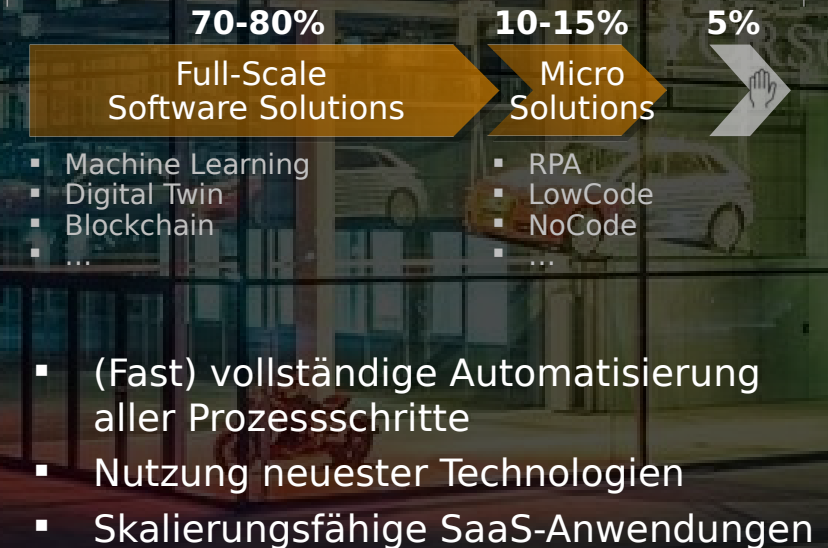 70-80% 10-15% 5%
Full-Scale
Software Solutions
Micro
Solutions
▪ Machine Learning
▪ Digital Twin
▪ Blockchain
▪ ...
▪ RPA
▪ LowCode
▪ NoCode
▪ ...
▪ (Fast) vollständige Automatisierung
aller Prozessschritte
▪ Nutzung neuester Technologien
▪ Skalierungsfähige SaaS-Anwendungen